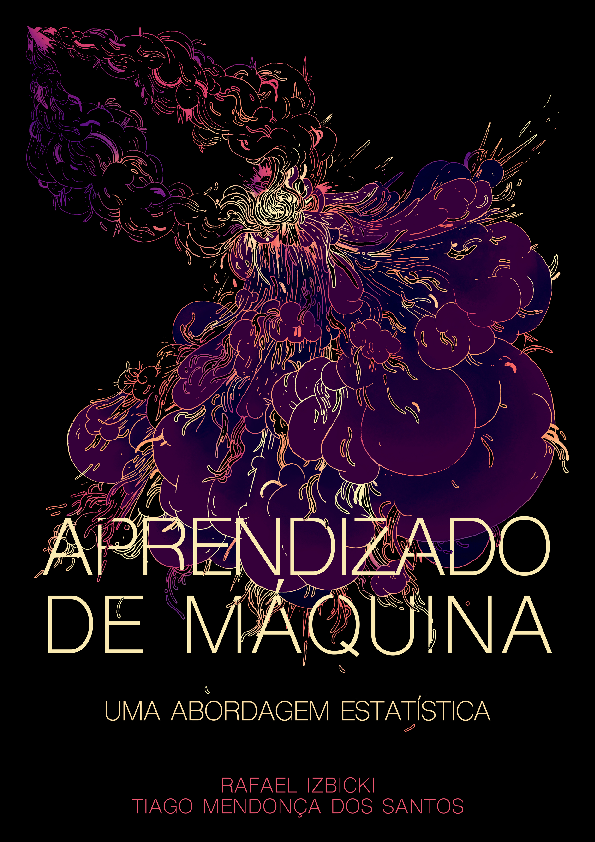 APRENDIZADO
DE MÁQUINA
UMA ABORDAGEM ESTATÍSTICA
RAFAEL IZBICKI
TIAGO MENDONÇA DOS SANTOS